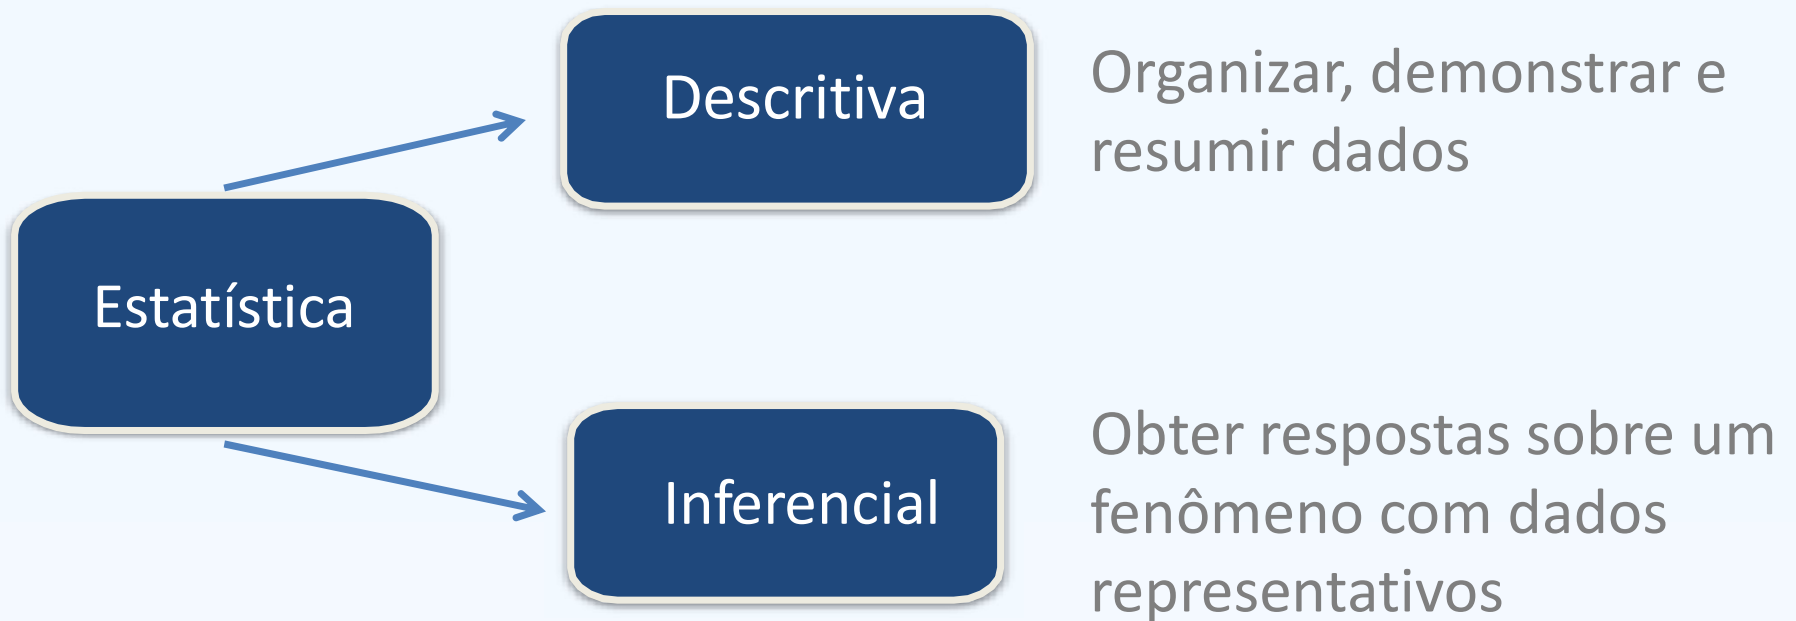 Descritiva
Organizar, demonstrar e
resumir dados
Estatística
Inferencial
Obter respostas sobre um
fenômeno com dados
representativos